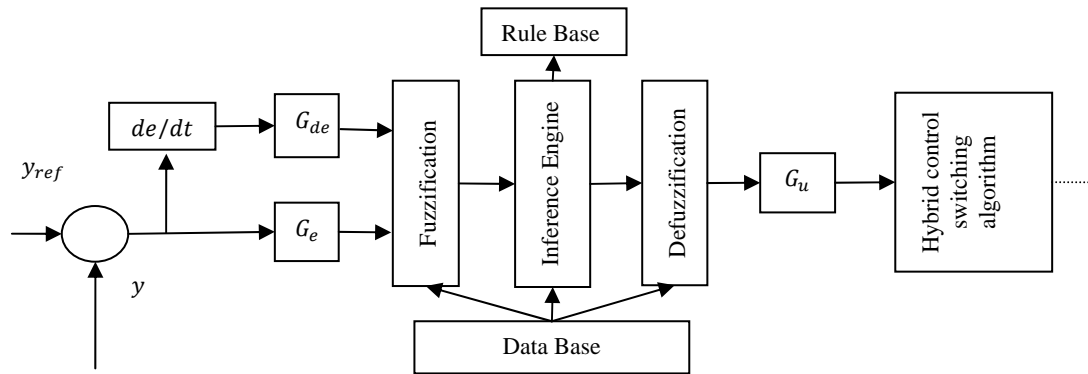 Rule Base
de/dt
G_de
y_ref
G_e
y
Fuzzification
Inference Engine
Defuzzification
G_u
Hybrid control
switching
algorithm
Data Base